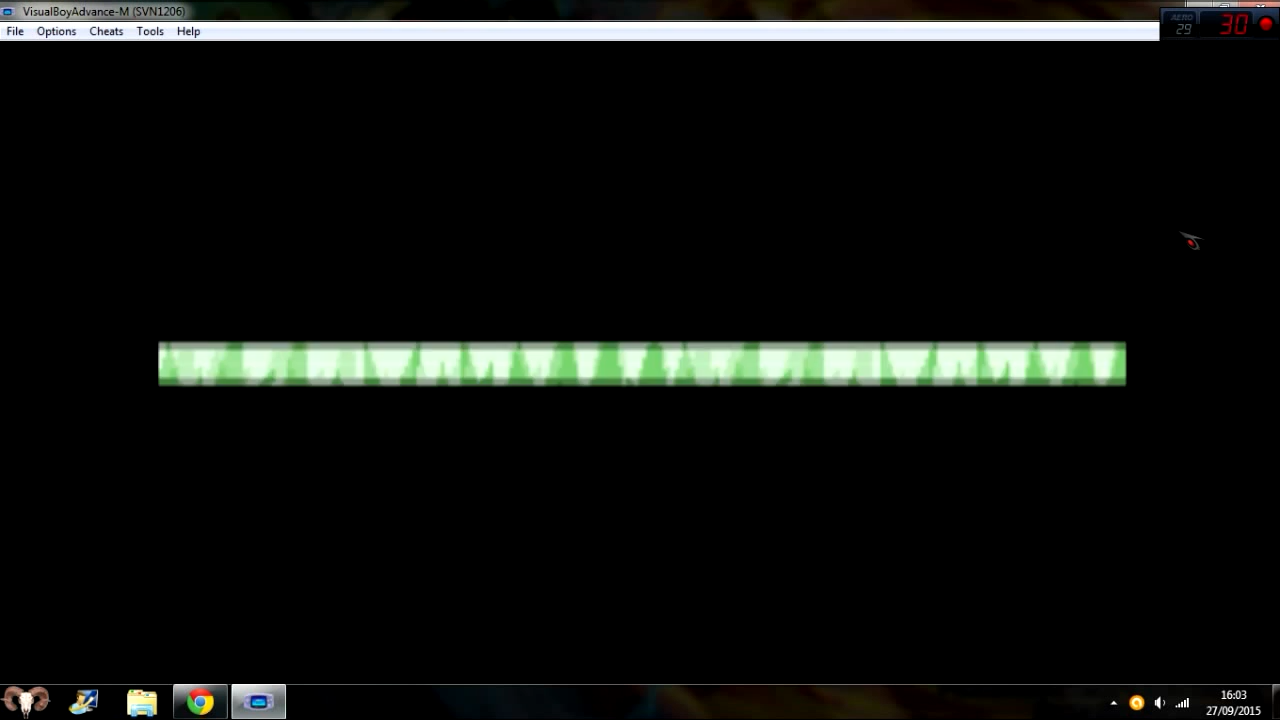 VisualBoyAdvance-M (SVN1206)
File Options Cheats Tools Help
AERO
29
30
16:03
27/09/2015